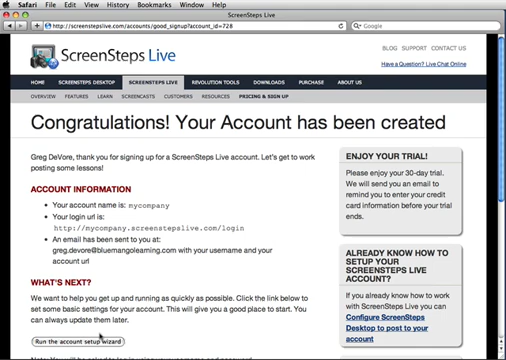 Safari File Edit View History Bookmarks Window Help
ScreenSteps Live
http://screenstepslive.com/accounts/good_signup?account_id=728
Google
ScreenSteps Live
BLOG SUPPORT CONTACT US
Have a Question? Live Chat Online
HOME SCREENSTEPS DESKTOP SCREENSTEPS LIVE REVOLUTION TOOLS DOWNLOADS PURCHASE ABOUT US
OVERVIEW FEATURES LEARN SCREENCASTS CUSTOMERS RESOURCES PRICING & SIGN UP
Congratulations! Your Account has been created
Greg DeVore, thank you for signing up for a ScreenSteps Live account. Let's get to work
posting some lessons!
ACCOUNT INFORMATION
• Your account name is: mycompany
• Your login url is:
http://mycompany.screenstepslive.com/login
• An email has been sent to you at:
greg.devore@bluemangolearning.com with your username and your
account url
WHAT'S NEXT?
We want to help you get up and running as quickly as possible. Click the link below to
set some basic settings for your account. This will give you a good place to start. You
can always update them later.
Run the account setup wizard
ENJOY YOUR TRIAL!
Please enjoy your 30-day trial.
We will send you an email to
remind you to enter your credit
card information before your trial
ends.
ALREADY KNOW HOW TO
SETUP YOUR
SCREENSTEPS LIVE
ACCOUNT?
If you already know how to
work with ScreenSteps Live you
can
Configure ScreenSteps
Desktop to post to your
account